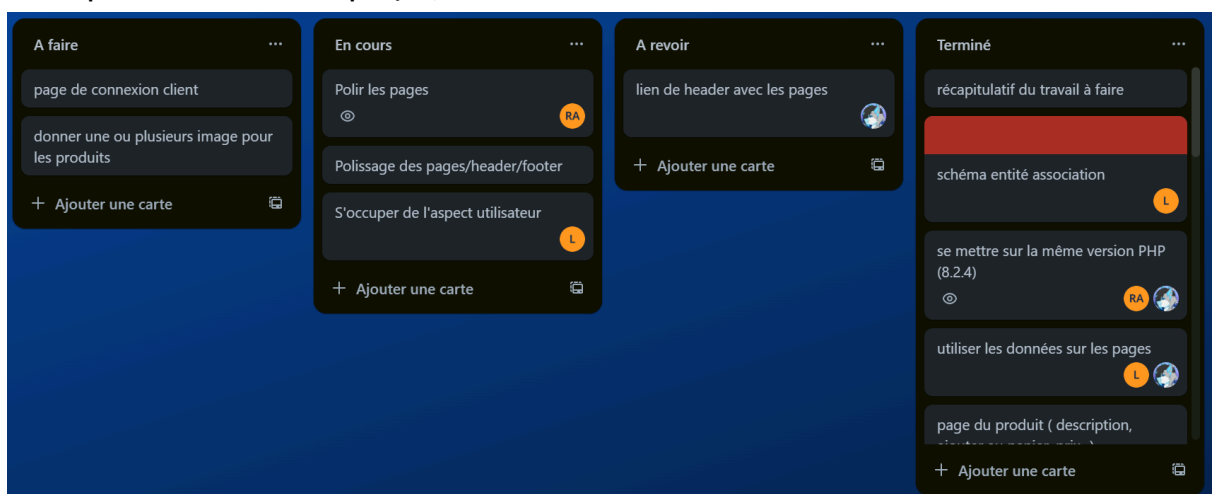 A faire
page de connexion client
donner une ou plusieurs image pour
les produits
Ajouter une carte
En cours
Polir les pages
RA
Polissage des pages/header/footer
S'occuper de l'aspect utilisateur
L
Ajouter une carte
A revoir
lien de header avec les pages
Ajouter une carte
Terminé
récapitulatif du travail à faire
schéma entité association
L
se mettre sur la même version PHP
(8.2.4)
RA
utiliser les données sur les pages
L
page du produit ( description,
Ajouter une carte